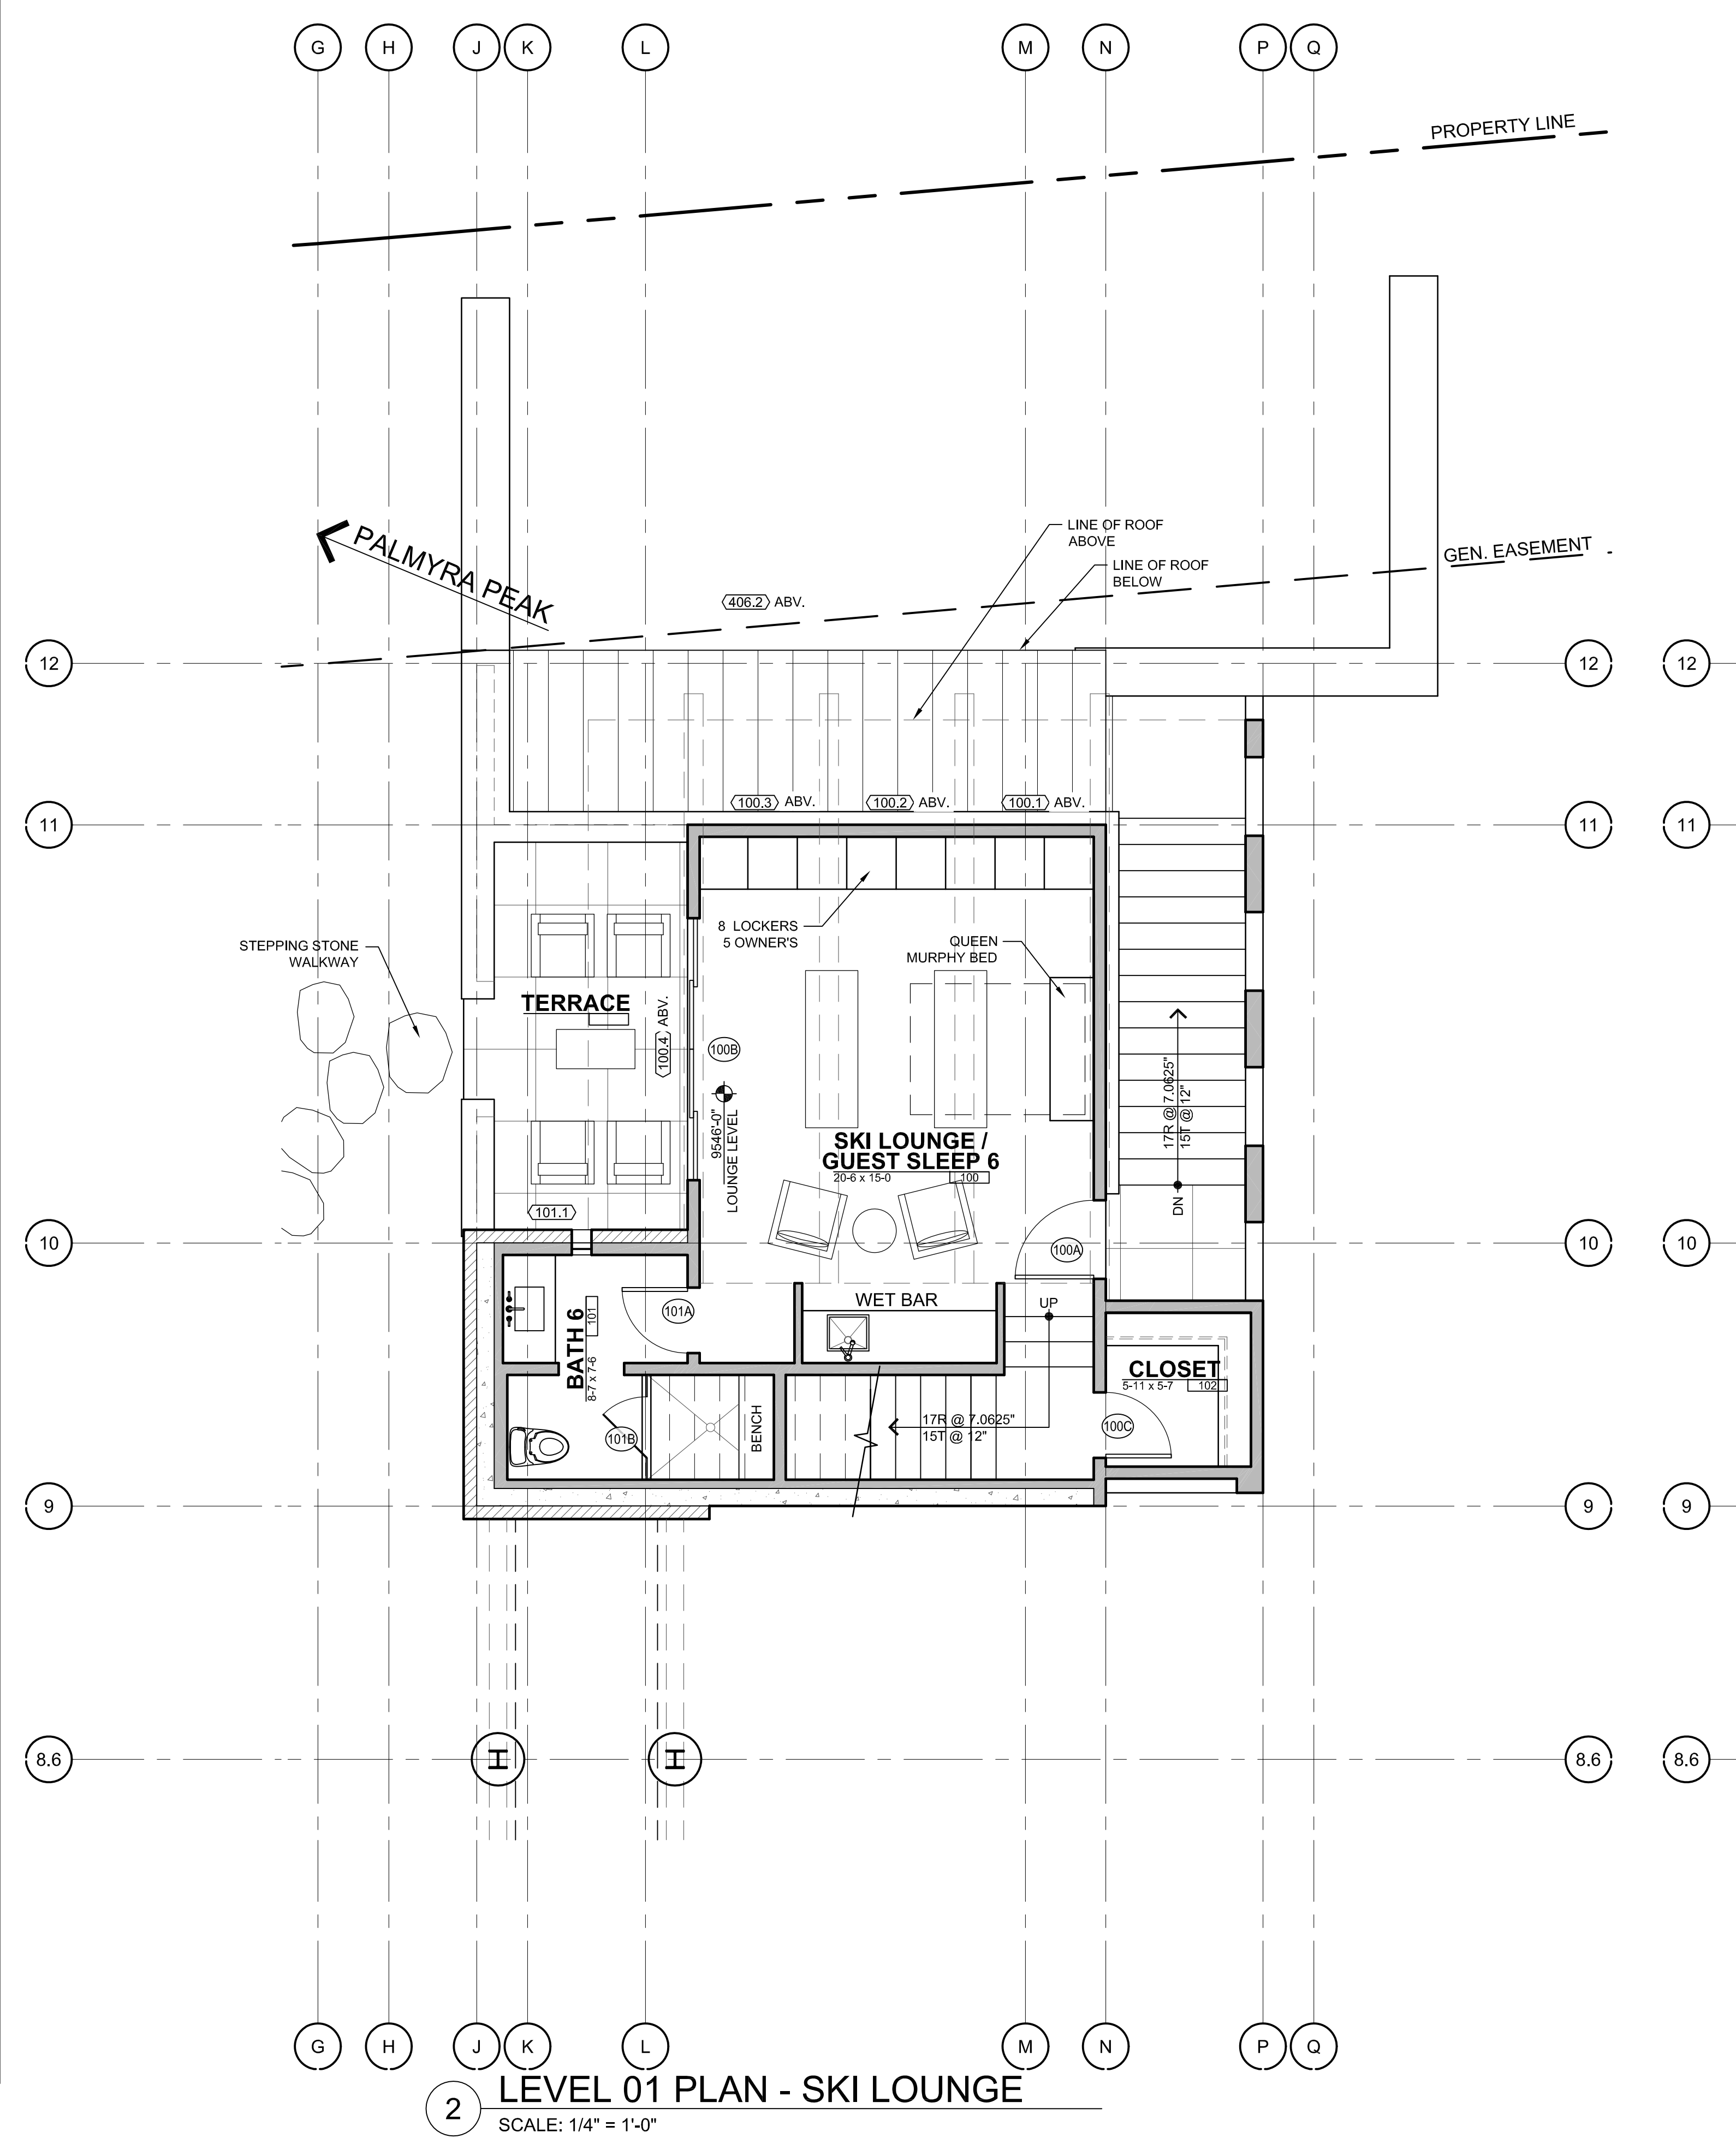 G H J K L M N P Q
PROPERTY LINE
PALMYRA PEAK
LINE OF ROOF
ABOVE
LINE OF ROOF
BELOW
GEN. EASEMENT
406.2 ABV.
12 12 12
100.3 ABV. 100.2 ABV. 100.1 ABV.
11 11 11
8 LOCKERS
5 OWNER'S
QUEEN
MURPHY BED
STEPPING STONE
WALKWAY
TERRACE
100.4 ABV.
100B
9546'-0"
LOUNGE LEVEL
17R @ 7.0625"
15T @ 12"
DN
SKI LOUNGE /
GUEST SLEEP 6
20-6 x 15-0 100
101.1
10 10 10
100A
101A
WET BAR
UP
BATH 6
101
8-7 x 7-6
CLOSET
5-11 x 5-7 102
101B
BENCH
17R @ 7.0625"
15T @ 12"
100C
9 9 9
8.6 8.6 8.6
G H J K L M N P Q
2
LEVEL 01 PLAN - SKI LOUNGE
SCALE: 1/4" = 1'-0"